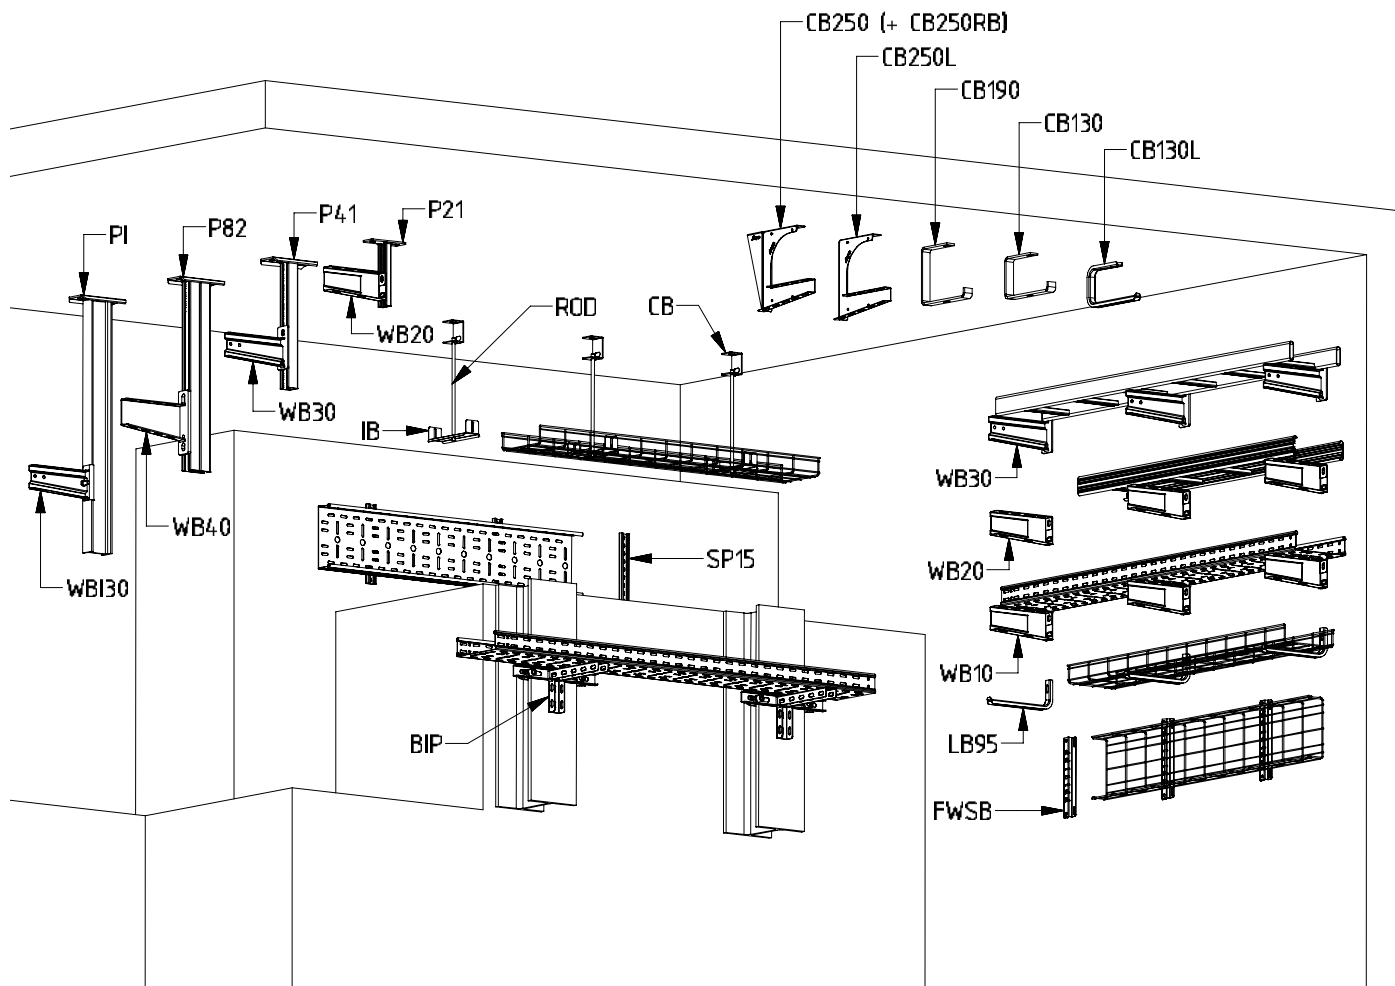 CB250 (+ CB250RB)
CB250L
CB190
CB130
CB130L
PI
P82
P41
P21
WB20
ROD
CB
WB30
IB
WB40
WBI30
SP15
BIP
WB30
WB20
WB10
LB95
FWSB